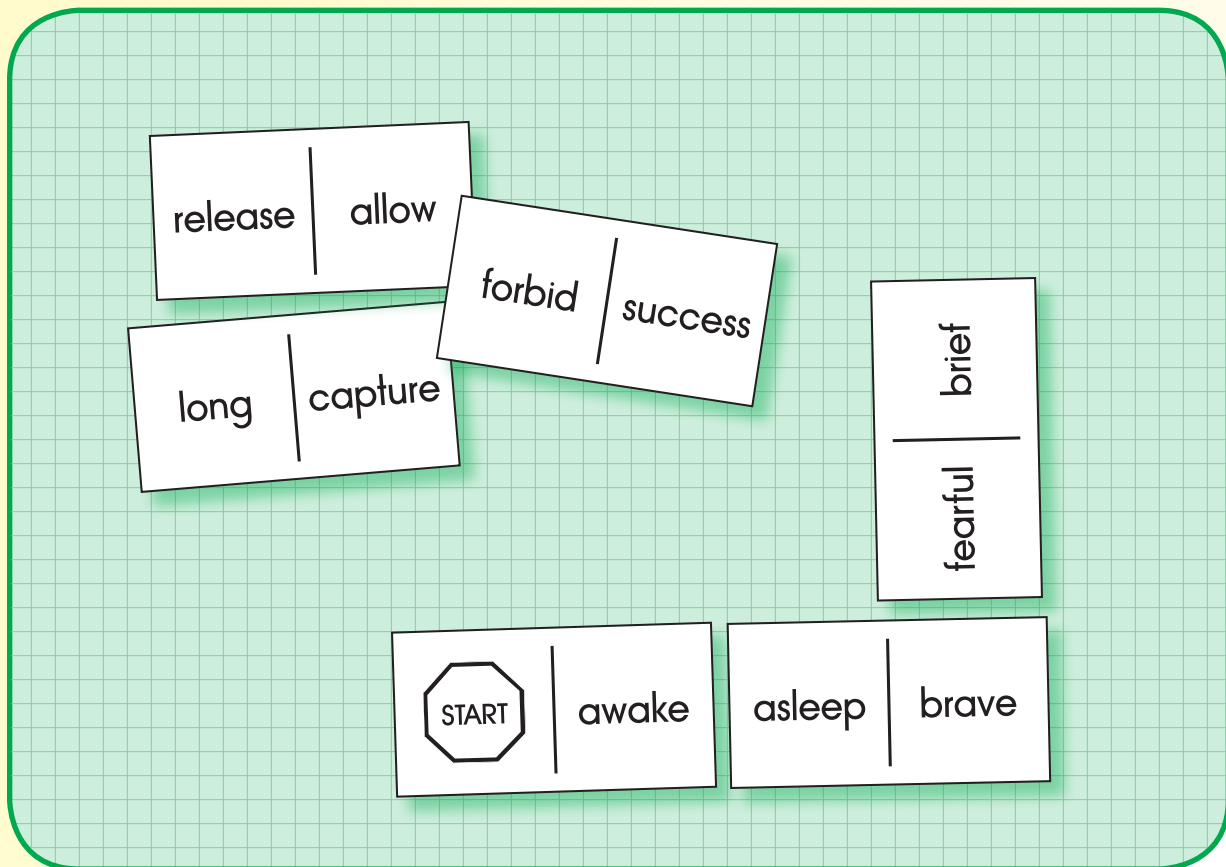 release allow
forbid success
long capture
brief
fearful
START awake
asleep brave